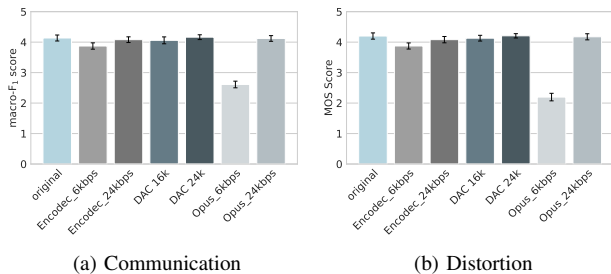 5
4
3
2
1
0
macro-F₁ score
original
Encodec_6kbps
Encodec_24kbps
DAC 16k
DAC 24k
Opus_6kbps
Opus_24kbps
(a) Communication
5
4
3
2
1
0
MOS Score
original
Encodec_6kbps
Encodec_24kbps
DAC 16k
DAC 24k
Opus_6kbps
Opus_24kbps
(b) Distortion